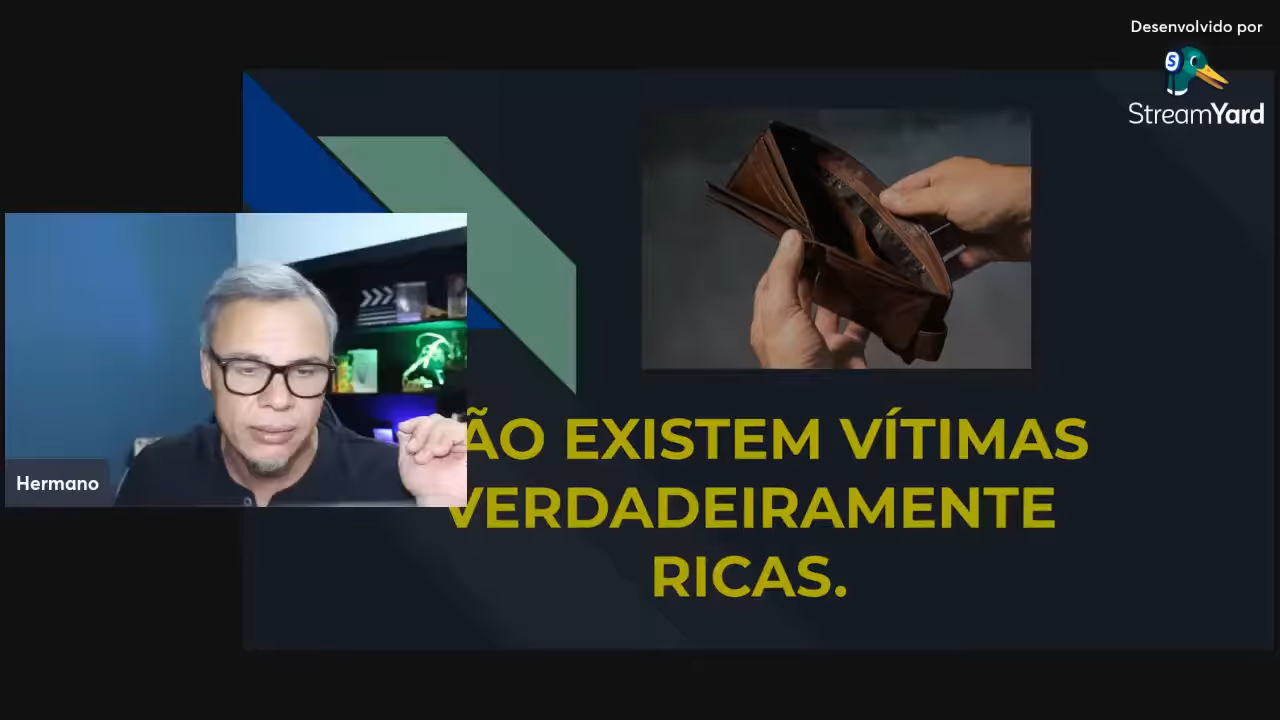 Desenvolvido por
StreamYard
Hermano
ÃO EXISTEM VÍTIMAS
VERDADEIRAMENTE
RICAS.